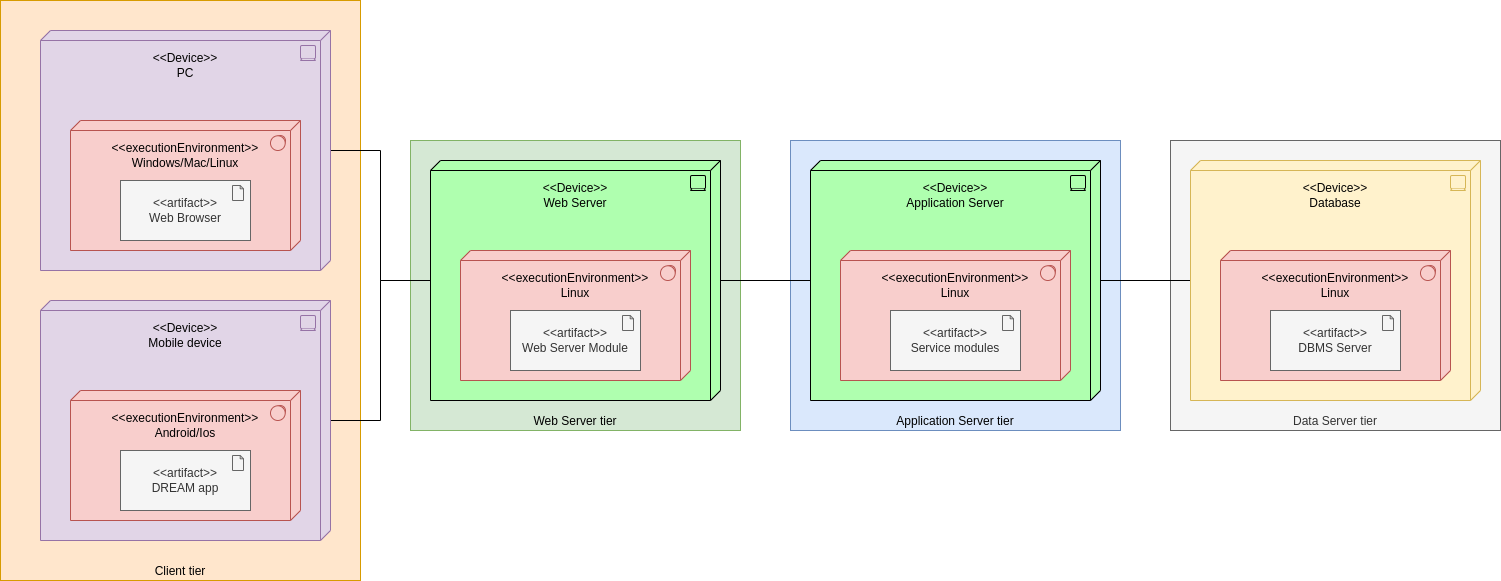 <<Device>>
PC
<<executionEnvironment>>
Windows/Mac/Linux
<<artifact>>
Web Browser
<<Device>>
Mobile device
<<executionEnvironment>>
Android/Ios
<<artifact>>
DREAM app
Client tier
<<Device>>
Web Server
<<executionEnvironment>>
Linux
<<artifact>>
Web Server Module
Web Server tier
<<Device>>
Application Server
<<executionEnvironment>>
Linux
<<artifact>>
Service modules
Application Server tier
<<Device>>
Database
<<executionEnvironment>>
Linux
<<artifact>>
DBMS Server
Data Server tier